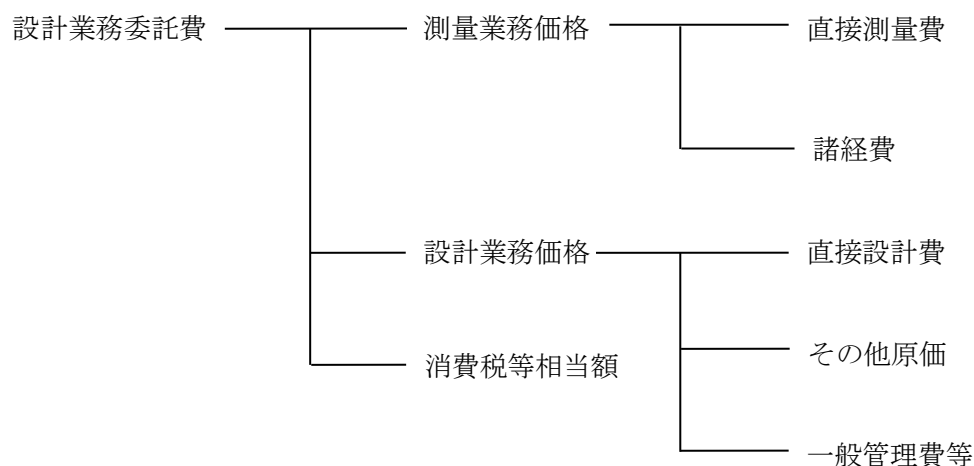 設計業務委託費
測量業務価格
直接測量費
諸経費
設計業務価格
直接設計費
その他原価
消費税等相当額
一般管理費等